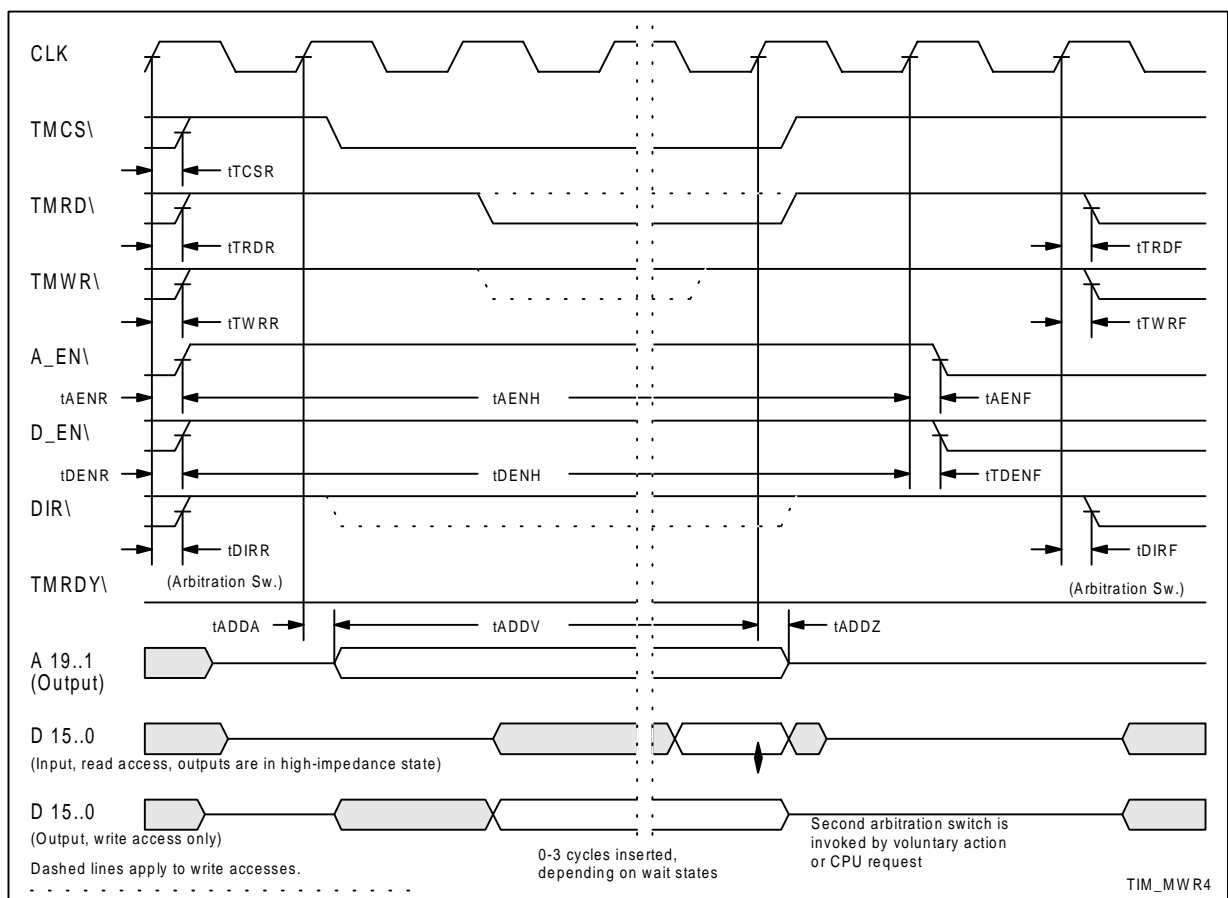 CLK
TMCS\
tTCSR
TMRD\
tTRDR
tTRDF
TMWR\
tTWRR
tTWRF
A_EN\
tAENR
tAENH
tAENF
D_EN\
tDENR
tDENH
tTDENF
DIR\
tDIRR
tDIRF
TMRDY\
(Arbitration Sw.)
(Arbitration Sw.)
tADDA
tADDV
tADDZ
A 19..1
(Output)
D 15..0
(Input, read access, outputs are in high-impedance state)
D 15..0
(Output, write access only)
Dashed lines apply to write accesses.
0-3 cycles inserted,
depending on wait states
Second arbitration switch is
invoked by voluntary action
or CPU request
TIM_MWR4